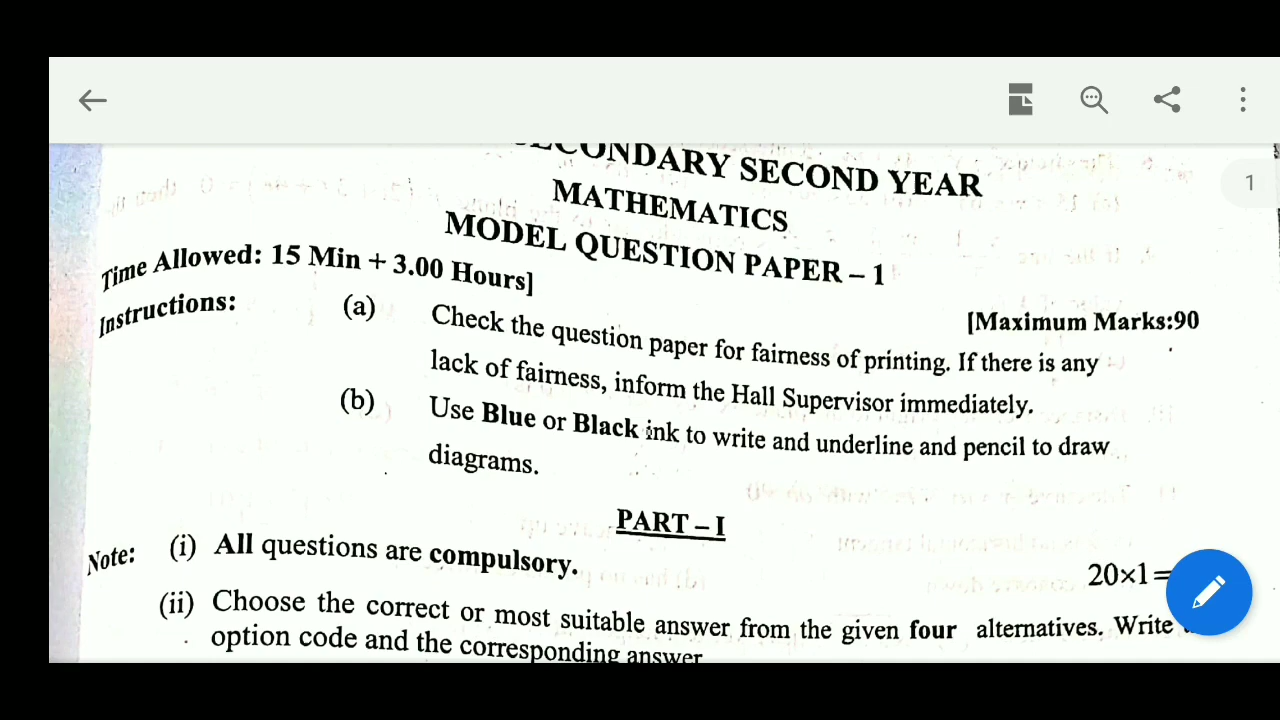 SECONDARY SECOND YEAR
MATHEMATICS
MODEL QUESTION PAPER – 1
Time Allowed: 15 Min + 3.00 Hours]
[Maximum Marks:90
Instructions: (a) Check the question paper for fairness of printing. If there is any
lack of fairness, inform the Hall Supervisor immediately.
(b) Use Blue or Black ink to write and underline and pencil to draw
diagrams.
PART – I
Note: (i) All questions are compulsory.
20×1=
(ii) Choose the correct or most suitable answer from the given four alternatives. Write
option code and the corresponding answer
1